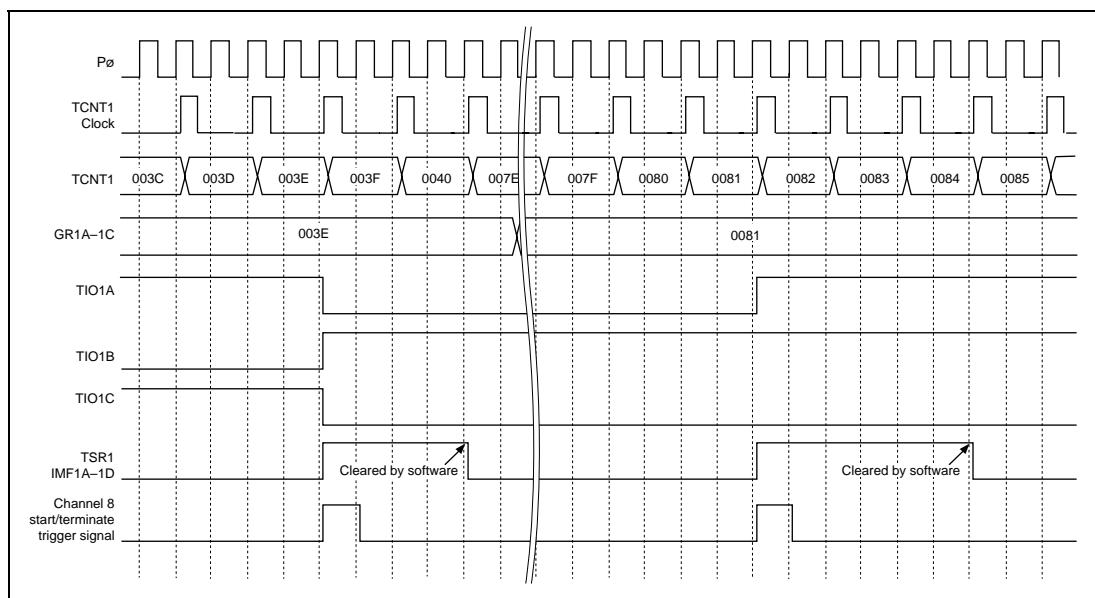 Pø
TCNT1
Clock
TCNT1
003C 003D 003E 003F 0040 007E 007F 0080 0081 0082 0083 0084 0085
GR1A–1C
003E 0081
TIO1A
TIO1B
TIO1C
TSR1
IMF1A–1D
Cleared by software Cleared by software
Channel 8
start/terminate
trigger signal